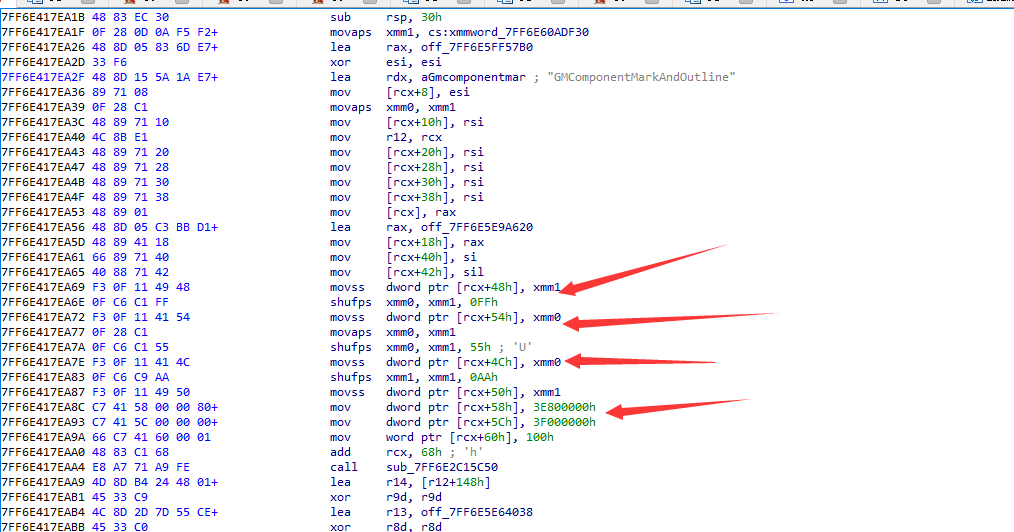 7FF6E417EA1B 48 83 EC 30 sub rsp, 30h
7FF6E417EA1F 0F 28 0D 0A F5 F2+ movaps xmm1, cs:xmmword_7FF6E60ADF30
7FF6E417EA26 48 8D 05 83 6D E7+ lea rax, off_7FF6E5FF57B0
7FF6E417EA2D 33 F6 xor esi, esi
7FF6E417EA2F 48 8D 15 5A 1A E7+ lea rdx, aGmcomponentmar ; "GMComponentMarkAndOutline"
7FF6E417EA36 89 71 08 mov [rcx+8], esi
7FF6E417EA39 0F 28 C1 movaps xmm0, xmm1
7FF6E417EA3C 48 89 71 10 mov [rcx+10h], rsi
7FF6E417EA40 4C 8B E1 mov r12, rcx
7FF6E417EA43 48 89 71 20 mov [rcx+20h], rsi
7FF6E417EA47 48 89 71 28 mov [rcx+28h], rsi
7FF6E417EA4B 48 89 71 30 mov [rcx+30h], rsi
7FF6E417EA4F 48 89 71 38 mov [rcx+38h], rsi
7FF6E417EA53 48 89 01 mov [rcx], rax
7FF6E417EA56 48 8D 05 C3 BB D1+ lea rax, off_7FF6E5E9A620
7FF6E417EA5D 48 89 41 18 mov [rcx+18h], rax
7FF6E417EA61 66 89 71 40 mov [rcx+40h], si
7FF6E417EA65 40 88 71 42 mov [rcx+42h], sil
7FF6E417EA69 F3 0F 11 49 48 movss dword ptr [rcx+48h], xmm1
7FF6E417EA6E 0F C6 C1 FF shufps xmm0, xmm1, 0FFh
7FF6E417EA72 F3 0F 11 41 54 movss dword ptr [rcx+54h], xmm0
7FF6E417EA77 0F 28 C1 movaps xmm0, xmm1
7FF6E417EA7A 0F C6 C1 55 shufps xmm0, xmm1, 55h ; 'U'
7FF6E417EA7E F3 0F 11 41 4C movss dword ptr [rcx+4Ch], xmm0
7FF6E417EA83 0F C6 C9 AA shufps xmm1, xmm1, 0AAh
7FF6E417EA87 F3 0F 11 49 50 movss dword ptr [rcx+50h], xmm1
7FF6E417EA8C C7 41 58 00 00 80+ mov dword ptr [rcx+58h], 3E800000h
7FF6E417EA93 C7 41 5C 00 00 00+ mov dword ptr [rcx+5Ch], 3F000000h
7FF6E417EA9A 66 C7 41 60 00 01 mov word ptr [rcx+60h], 100h
7FF6E417EAA0 48 83 C1 68 add rcx, 68h ; 'h'
7FF6E417EAA4 E8 A7 71 A9 FE call sub_7FF6E2C15C50
7FF6E417EAA9 4D 8D B4 24 48 01+ lea r14, [r12+148h]
7FF6E417EAB1 45 33 C9 xor r9d, r9d
7FF6E417EAB4 4C 8D 2D 7D 55 CE+ lea r13, off_7FF6E5E64038
7FF6E417EABB 45 33 C0 xor r8d, r8d